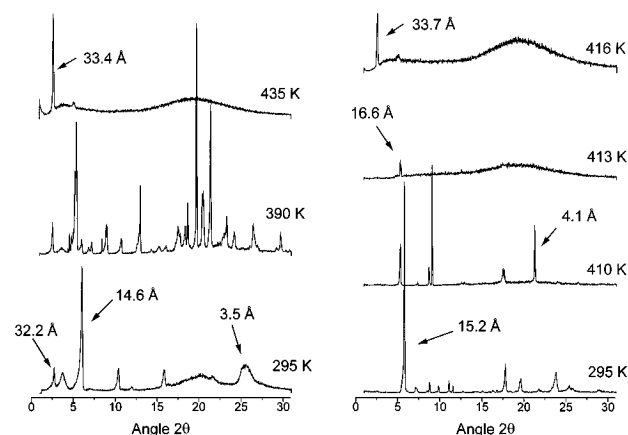 33.4 Å
435 K
390 K
14.6 Å
32.2 Å
3.5 Å
295 K
0 5 10 15 20 25 30
Angle 2θ
33.7 Å
416 K
16.6 Å
413 K
4.1 Å
410 K
15.2 Å
295 K
0 5 10 15 20 25 30
Angle 2θ